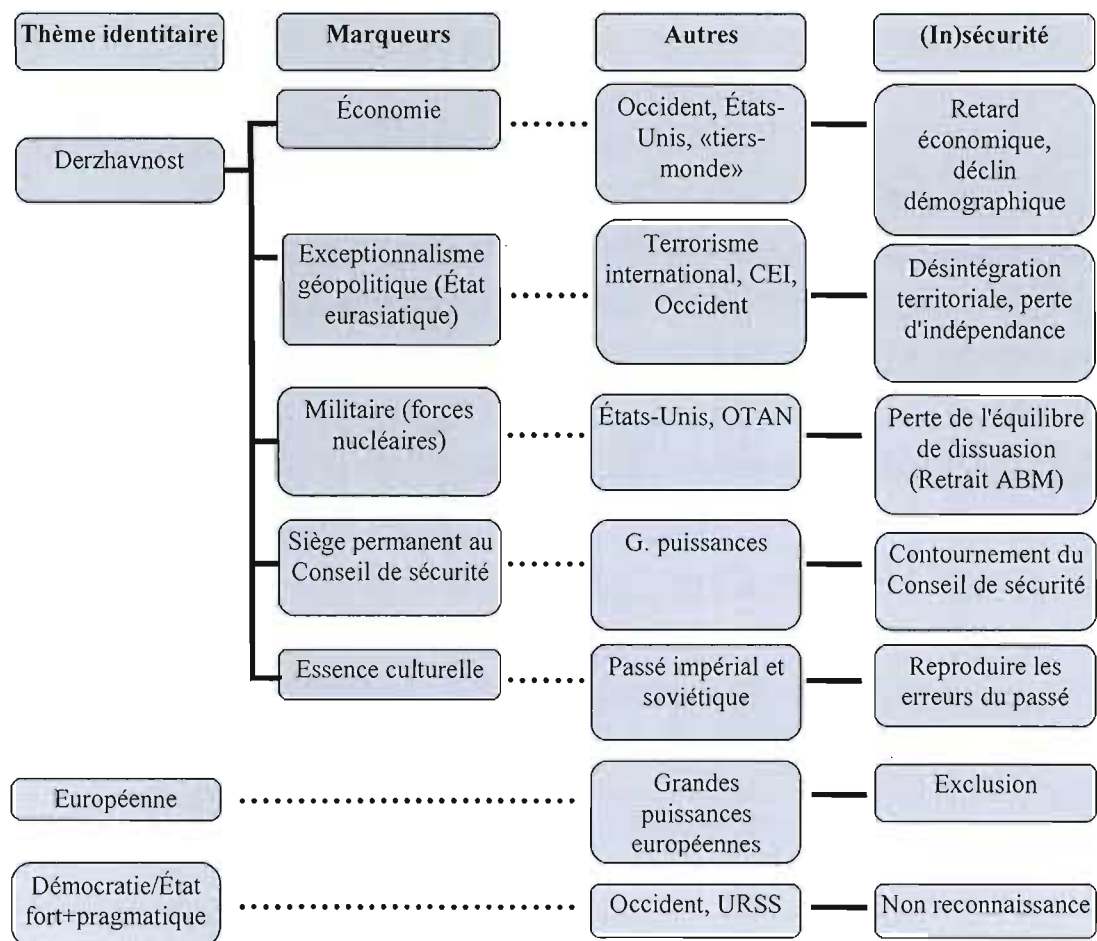 Thème identitaire
Marqueurs
Autres
(In)sécurité
Derzhavnost
Économie
Occident, États-
Unis, «tiers-
monde»
Retard
économique,
déclin
démographique
Exceptionnalisme
géopolitique (État
eurasiatique)
Terrorisme
international, CEI,
Occident
Désintégration
territoriale, perte
d'indépendance
Militaire (forces
nucléaires)
États-Unis, OTAN
Perte de l'équilibre
de dissuasion
(Retrait ABM)
Siège permanent au
Conseil de sécurité
G. puissances
Contournement du
Conseil de sécurité
Essence culturelle
Passé impérial et
soviétique
Reproduire les
erreurs du passé
Européenne
Grandes
puissances
européennes
Exclusion
Démocratie/État
fort+pragmatique
Occident, URSS
Non reconnaissance